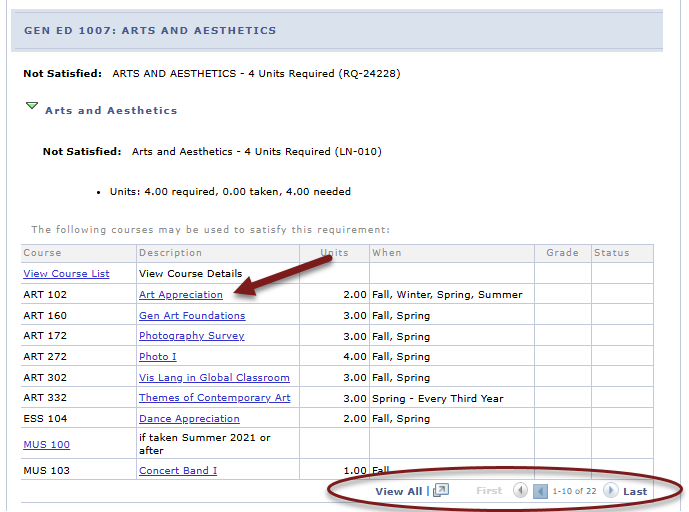 GEN ED 1007: ARTS AND AESTHETICS
Not Satisfied: ARTS AND AESTHETICS - 4 Units Required (RQ-24228)
Arts and Aesthetics
Not Satisfied: Arts and Aesthetics - 4 Units Required (LN-010)
• Units: 4.00 required, 0.00 taken, 4.00 needed
The following courses may be used to satisfy this requirement:
Course Description Units When Grade Status
View Course List View Course Details
ART 102 Art Appreciation 2.00 Fall, Winter, Spring, Summer
ART 160 Gen Art Foundations 3.00 Fall, Spring
ART 172 Photography Survey 3.00 Fall, Spring
ART 272 Photo I 4.00 Fall, Spring
ART 302 Vis Lang in Global Classroom 3.00 Fall, Spring
ART 332 Themes of Contemporary Art 3.00 Spring - Every Third Year
ESS 104 Dance Appreciation 2.00 Fall, Spring
MUS 100 if taken Summer 2021 or
after
MUS 103 Concert Band I 1.00 Fall
View All | First 1-10 of 22 Last